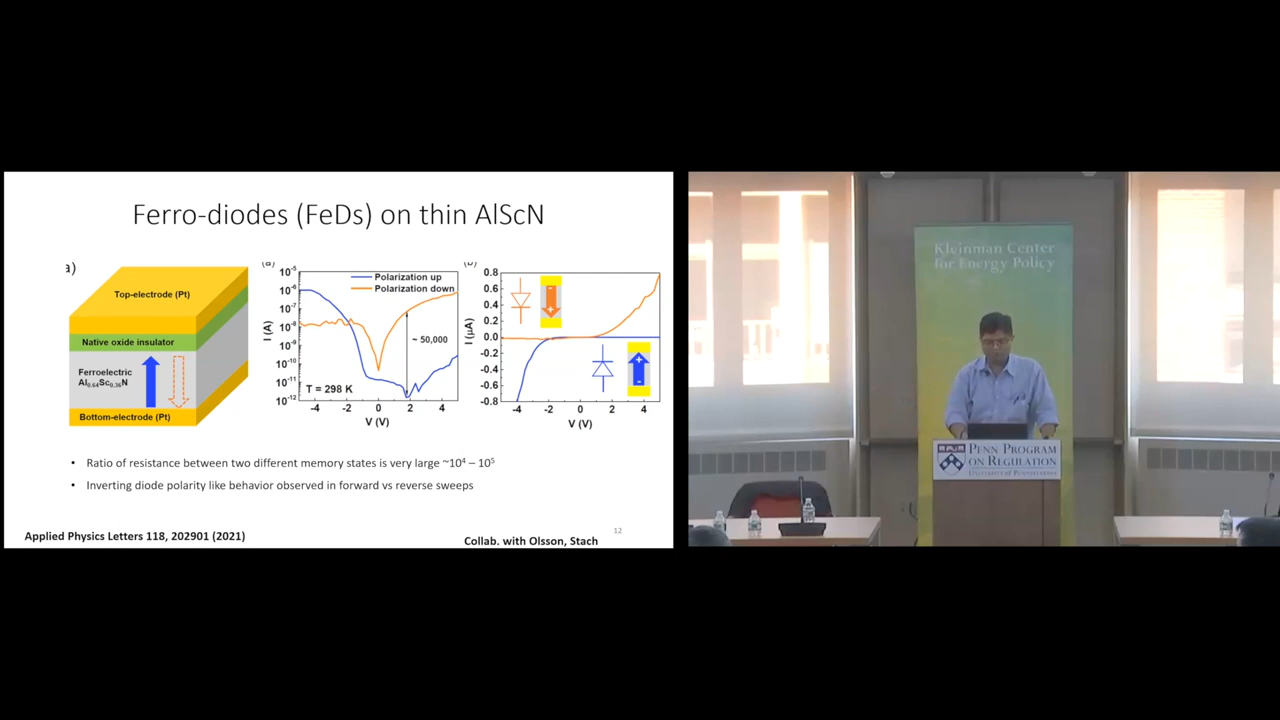 Ferro-diodes (FeDs) on thin AlScN
a)
Top-electrode (Pt)
Native oxide insulator
Ferroelectric
Al0.64Sc0.36N
Bottom-electrode (Pt)
(a)
I (A)
10⁻⁵
10⁻⁶
10⁻⁷
10⁻⁸
10⁻⁹
10⁻¹⁰
10⁻¹¹
10⁻¹²
Polarization up
Polarization down
~ 50,000
T = 298 K
-4 -2 0 2 4
V (V)
(b)
I (µA)
0.8
0.6
0.4
0.2
0.0
-0.2
-0.4
-0.6
-0.8
-4 -2 0 2 4
V (V)
• Ratio of resistance between two different memory states is very large ~10⁴ – 10⁵
• Inverting diode polarity like behavior observed in forward vs reverse sweeps
Applied Physics Letters 118, 202901 (2021)
Collab. with Olsson, Stach
12
Kleinman Center
for Energy Policy
PENN PROGRAM
ON REGULATION
UNIVERSITY OF PENNSYLVANIA